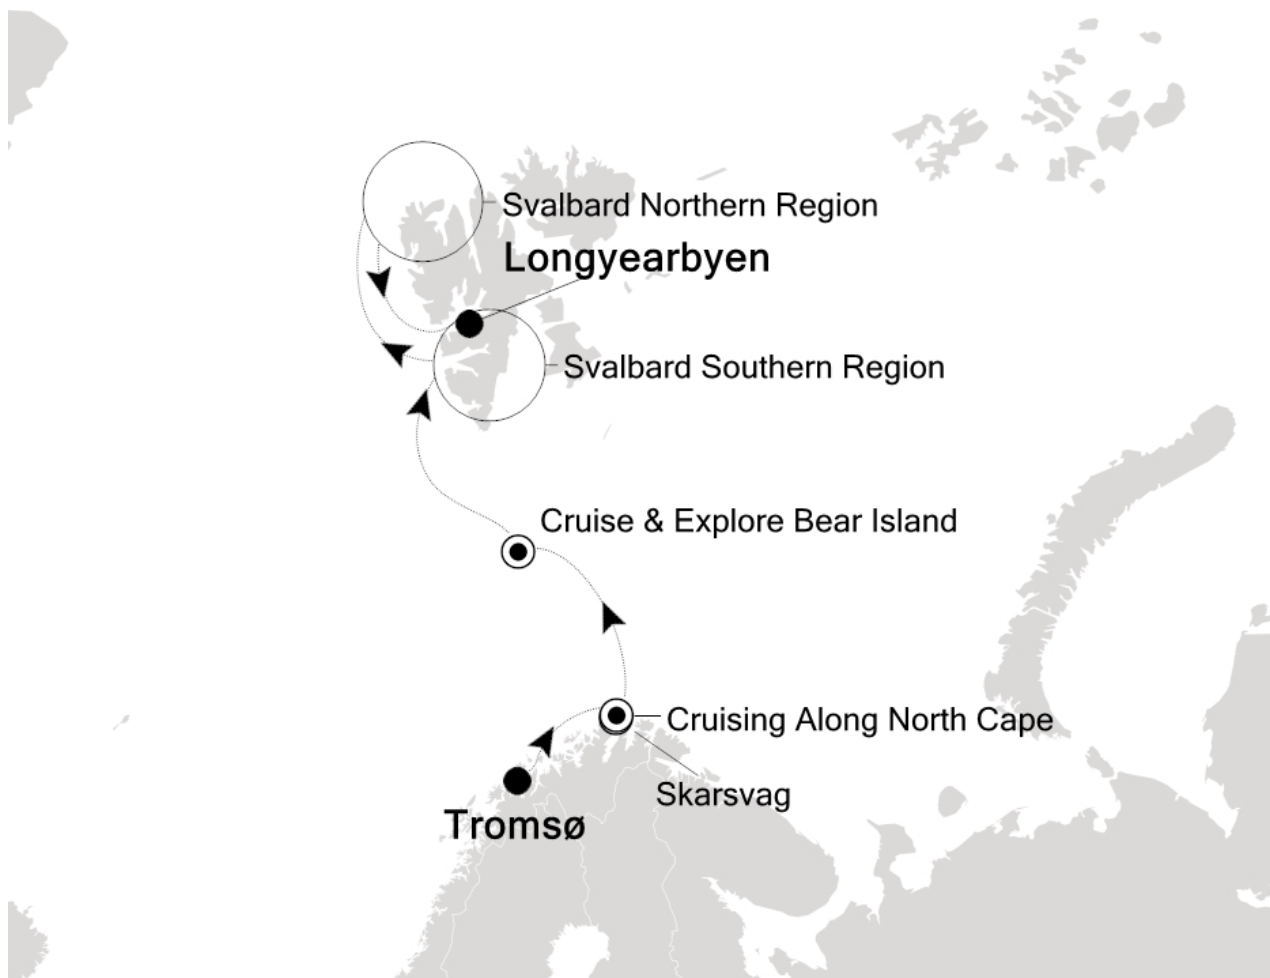 Svalbard Northern Region
Longyearbyen
Svalbard Southern Region
Cruise & Explore Bear Island
Cruising Along North Cape
Skarsvag
Tromsø